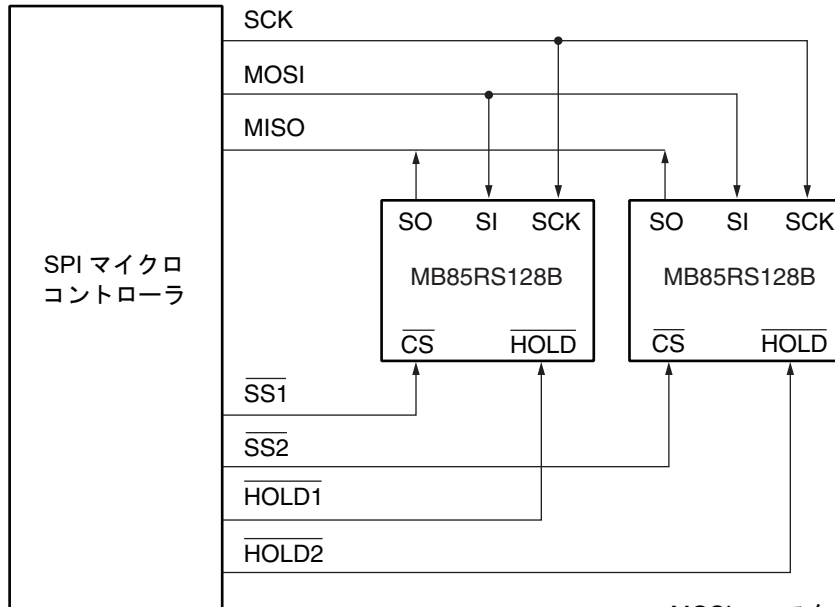 SCK
MOSI
MISO
SO SI SCK
MB85RS128B
CS HOLD
SO SI SCK
MB85RS128B
CS HOLD
SPI マイクロ
コントローラ
SS1
SS2
HOLD1
HOLD2